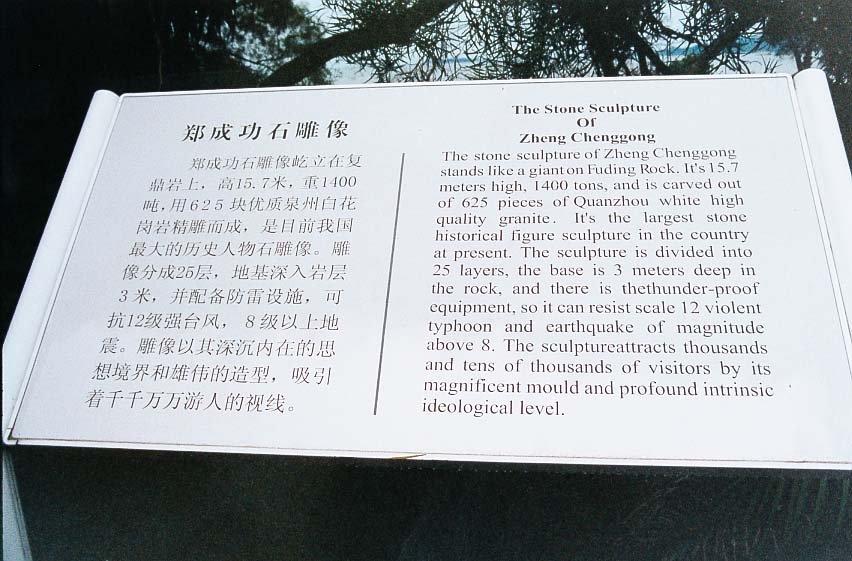 郑成功石雕像
郑成功石雕像屹立在复
鼎岩上，高15.7米，重1400
吨，用625块优质泉州白花
岗岩精雕而成，是目前我国
最大的历史人物石雕像。雕
像分成25层，地基深入岩层
3米，并配备防雷设施，可
抗12级强台风，8级以上地
震。雕像以其深沉内在的思
想境界和雄伟的造型，吸引
着千千万万游人的视线。
The Stone Sculpture
Of
Zheng Chenggong
The stone sculpture of Zheng Chenggong
stands like a giant on Fuding Rock. It's 15.7
meters high, 1400 tons, and is carved out
of 625 pieces of Quanzhou white high
quality granite. It's the largest stone
historical figure sculpture in the country
at present. The sculpture is divided into
25 layers, the base is 3 meters deep in
the rock, and there is thethunder-proof
equipment, so it can resist scale 12 violent
typhoon and earthquake of magnitude
above 8. The sculptureattracts thousands
and tens of thousands of visitors by its
magnificent mould and profound intrinsic
ideological level.